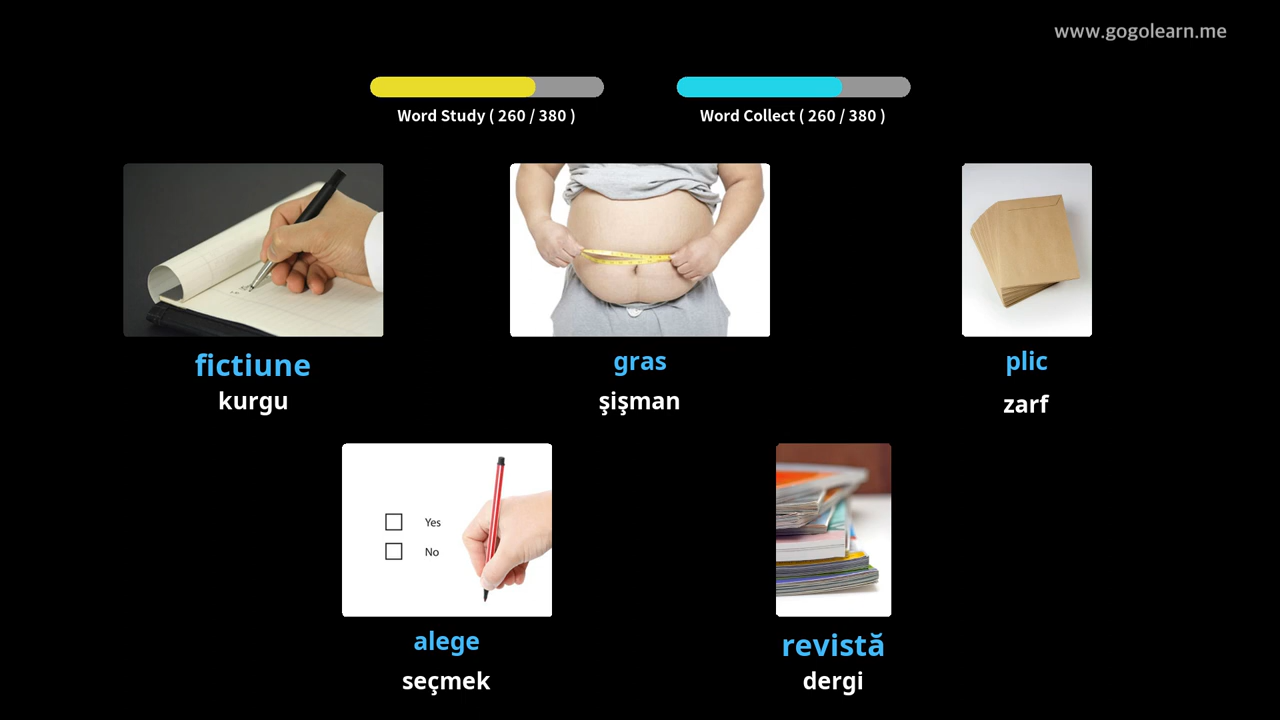 www.gogolearn.me
Word Study ( 260 / 380 )
Word Collect ( 260 / 380 )
fictiune
kurgu
gras
şişman
plic
zarf
Yes
No
alege
seçmek
revistă
dergi